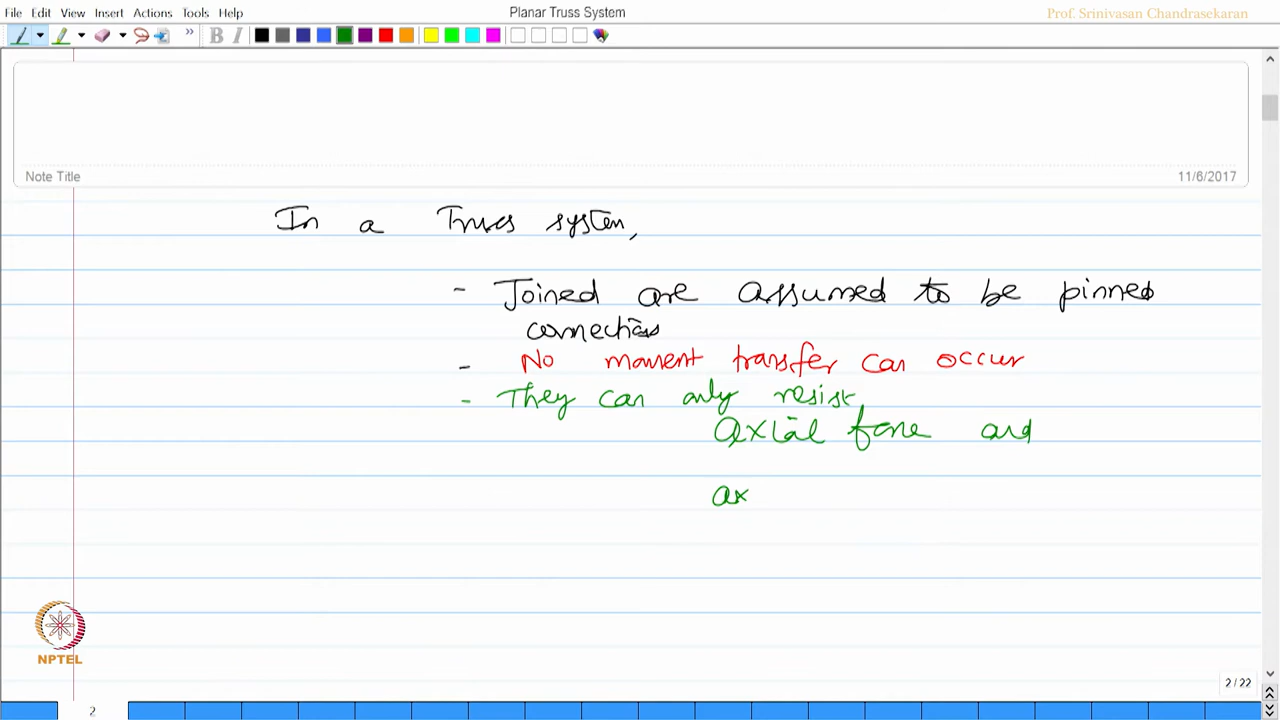 File Edit View Insert Actions Tools Help
Planar Truss System
Prof. Srinivasan Chandrasekaran
B I
Note Title
11/6/2017
In a Truss system,
- Joined are assumed to be pinned
connections
- No moment transfer can occur
- They can only resist
axial force and
ax
NPTEL
2 / 22
2